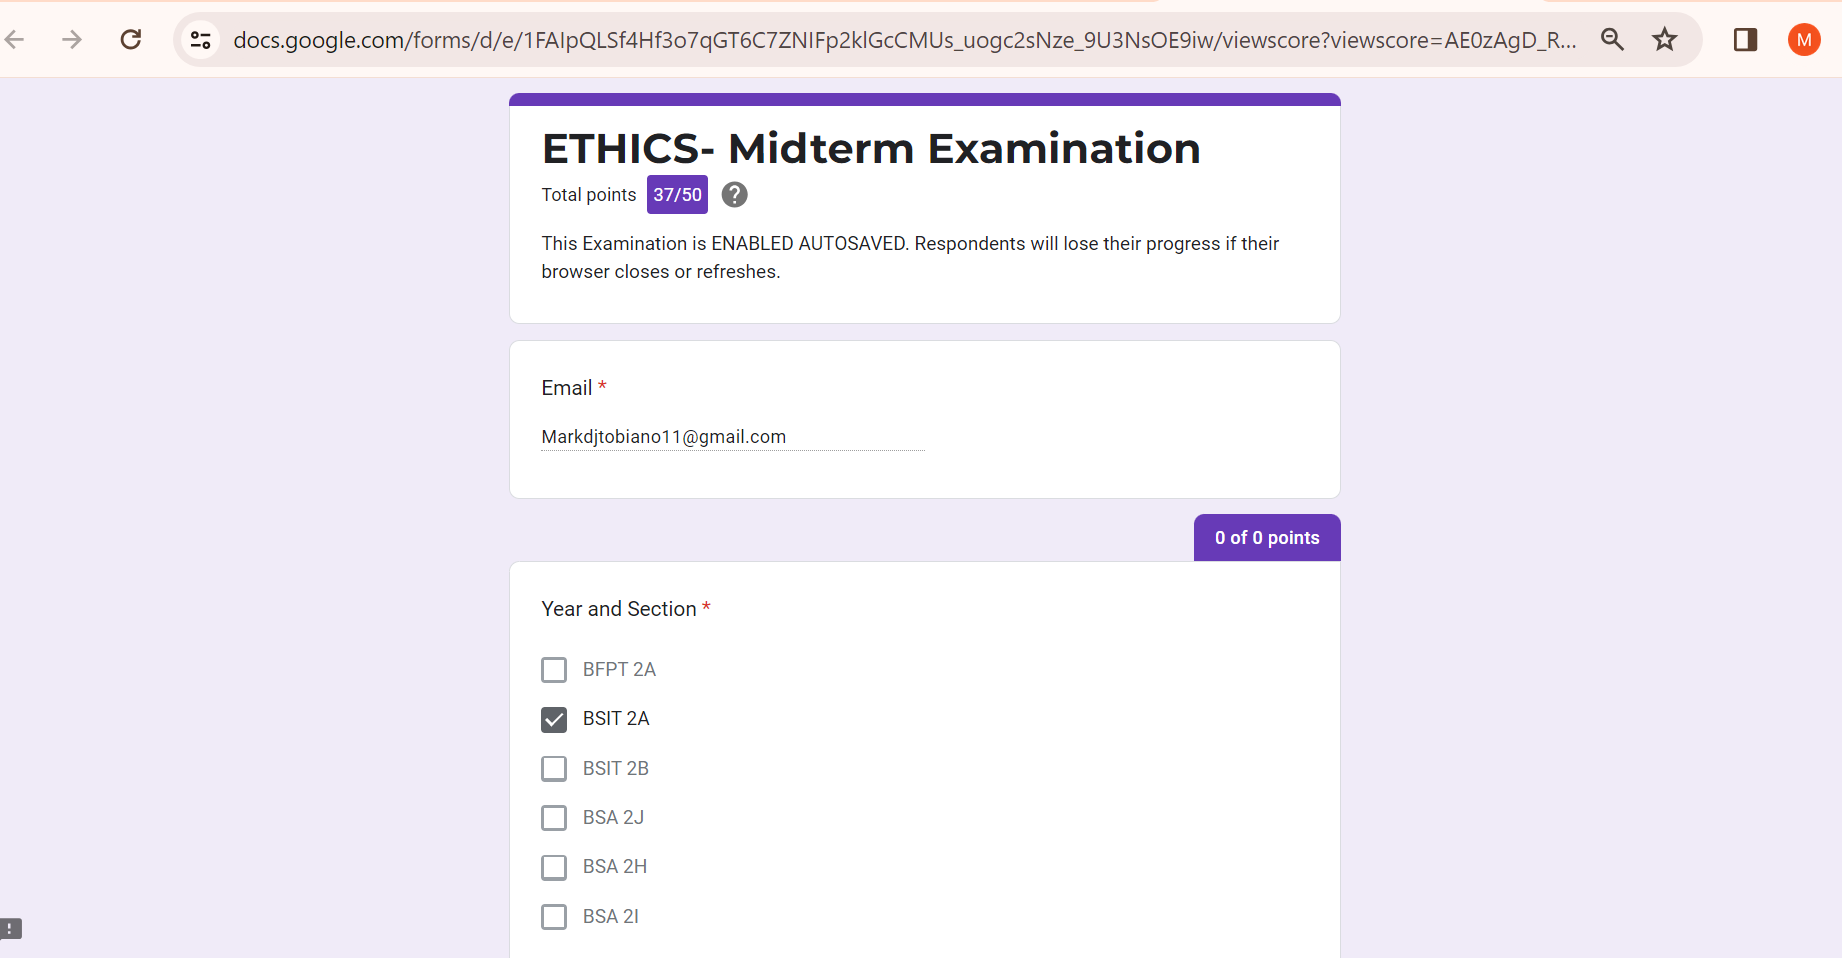 docs.google.com/forms/d/e/1FAIpQLSf4Hf3o7qGT6C7ZNIFp2klGcCMUs_uogc2sNze_9U3NsOE9iw/viewscore?viewscore=AE0zAgD_R...
M
ETHICS- Midterm Examination
Total points 37/50 ?
This Examination is ENABLED AUTOSAVED. Respondents will lose their progress if their
browser closes or refreshes.
Email *
Markdjtobiano11@gmail.com
0 of 0 points
Year and Section *
BFPT 2A
BSIT 2A
BSIT 2B
BSA 2J
BSA 2H
BSA 2I